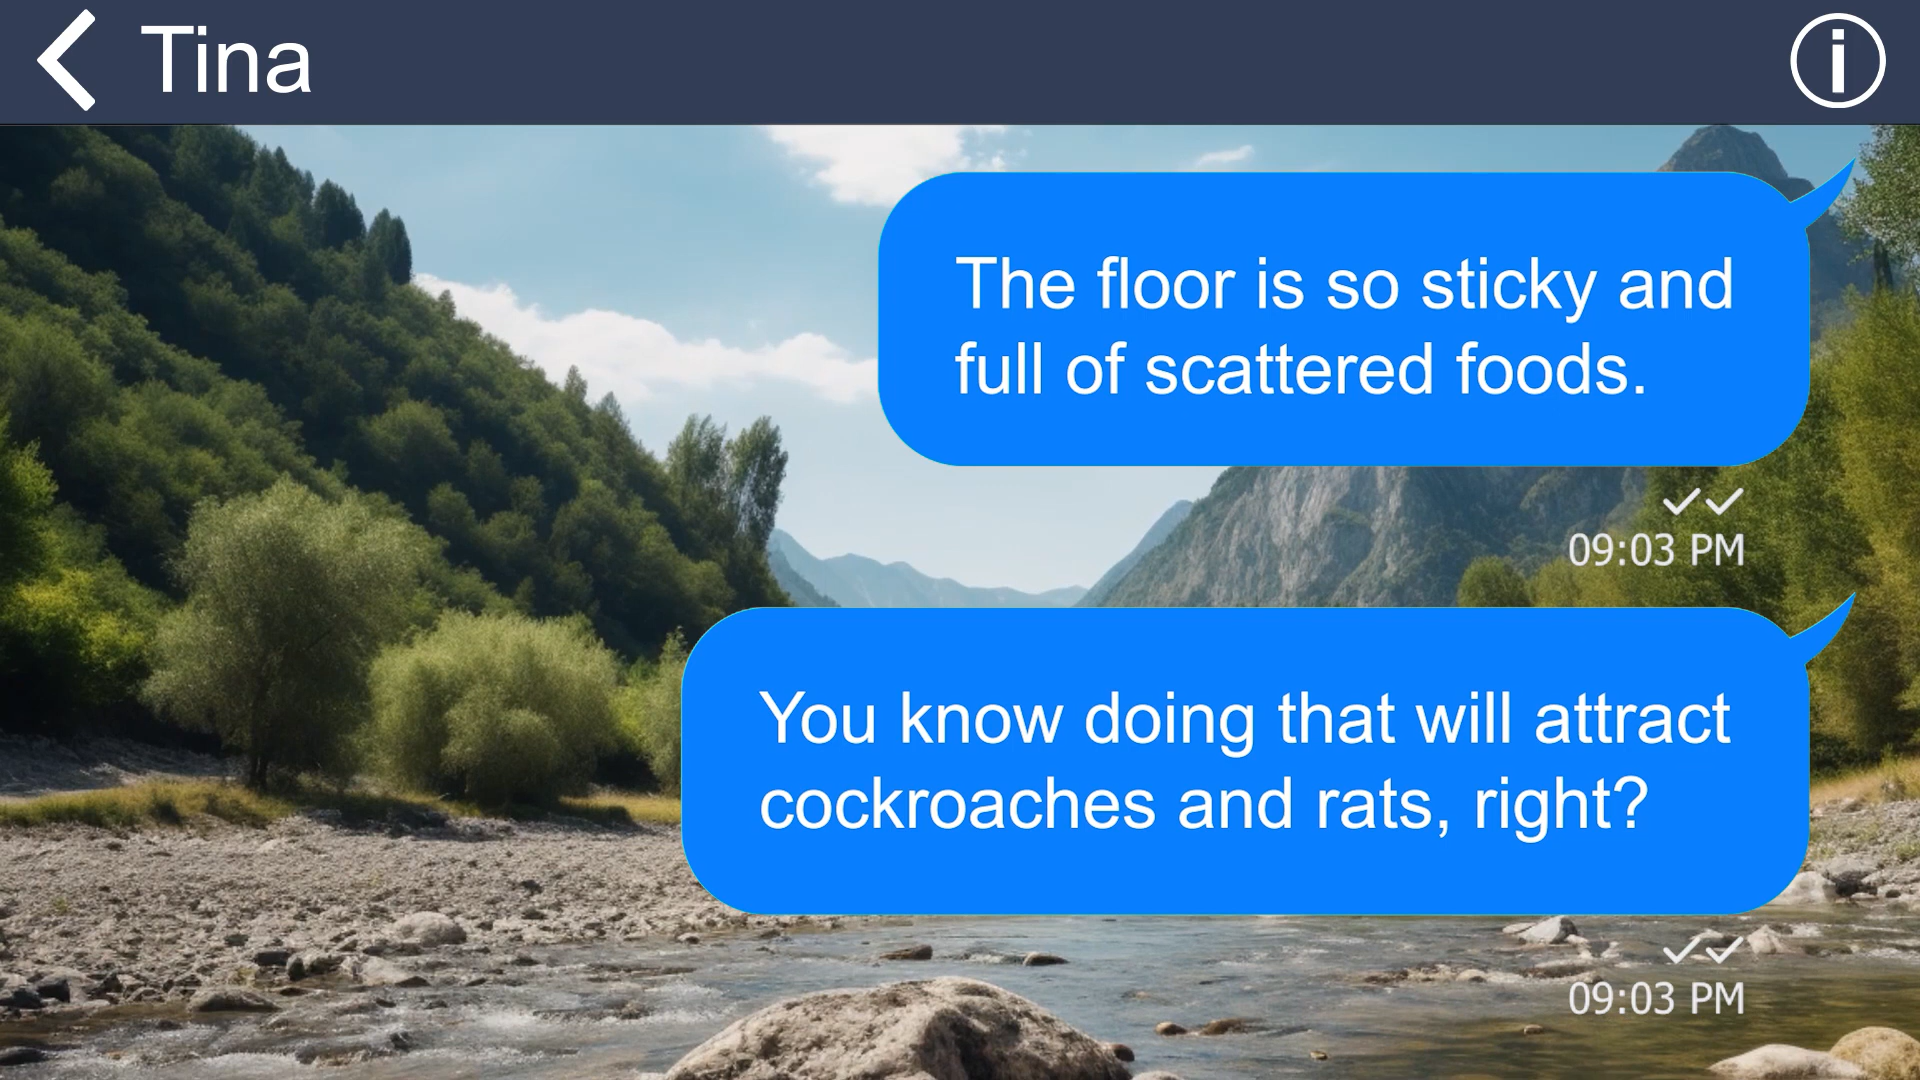 Tina
The floor is so sticky and
full of scattered foods.
09:03 PM
You know doing that will attract
cockroaches and rats, right?
09:03 PM